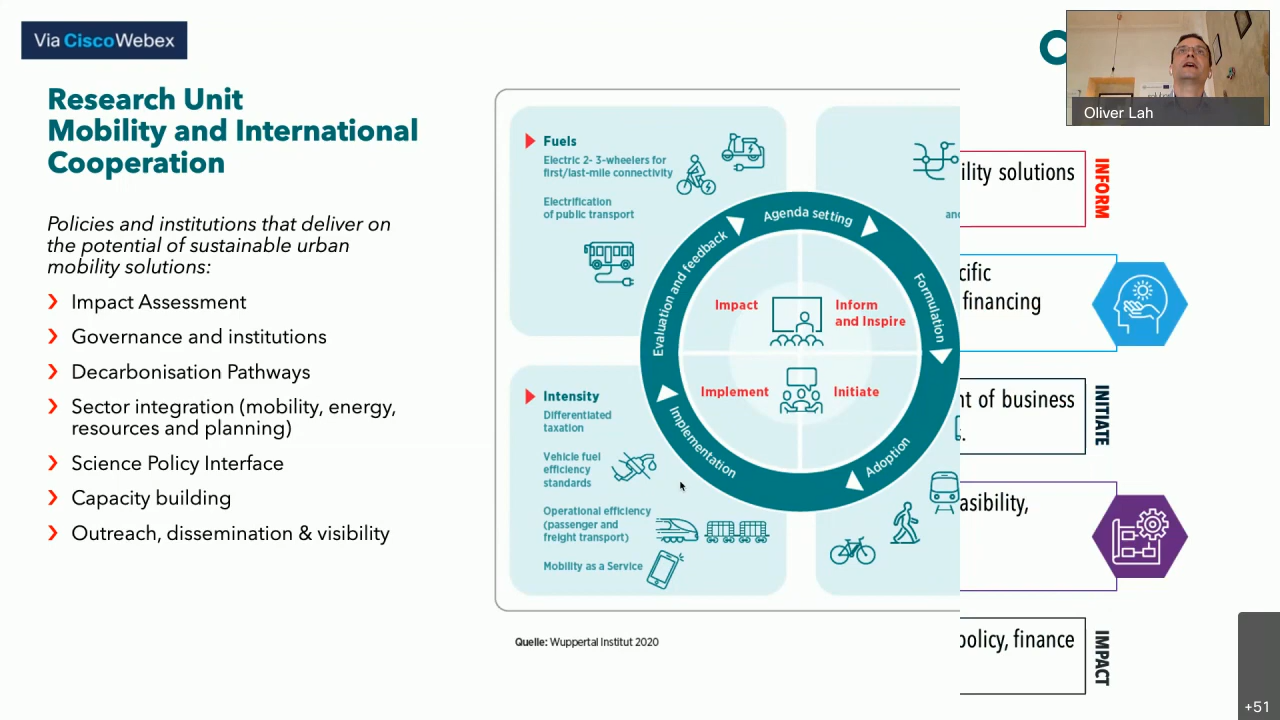 Via CiscoWebex
Oliver Lah
Research Unit
Mobility and International
Cooperation
Policies and institutions that deliver on
the potential of sustainable urban
mobility solutions:
Impact Assessment
Governance and institutions
Decarbonisation Pathways
Sector integration (mobility, energy,
resources and planning)
Science Policy Interface
Capacity building
Outreach, dissemination & visibility
Fuels
Electric 2- 3-wheelers for
first/last-mile connectivity
Electrification
of public transport
Intensity
Differentiated
taxation
Vehicle fuel
efficiency
standards
Operational efficiency
(passenger and
freight transport)
Mobility as a Service
Agenda setting
Formulation
Adoption
Implementation
Evaluation and feedback
Impact
Inform
and Inspire
Implement
Initiate
and
Quelle: Wuppertal Institut 2020
ility solutions
INFORM
cific
financing
t of business
.
INITIATE
asibility,
policy, finance
IMPACT
+51